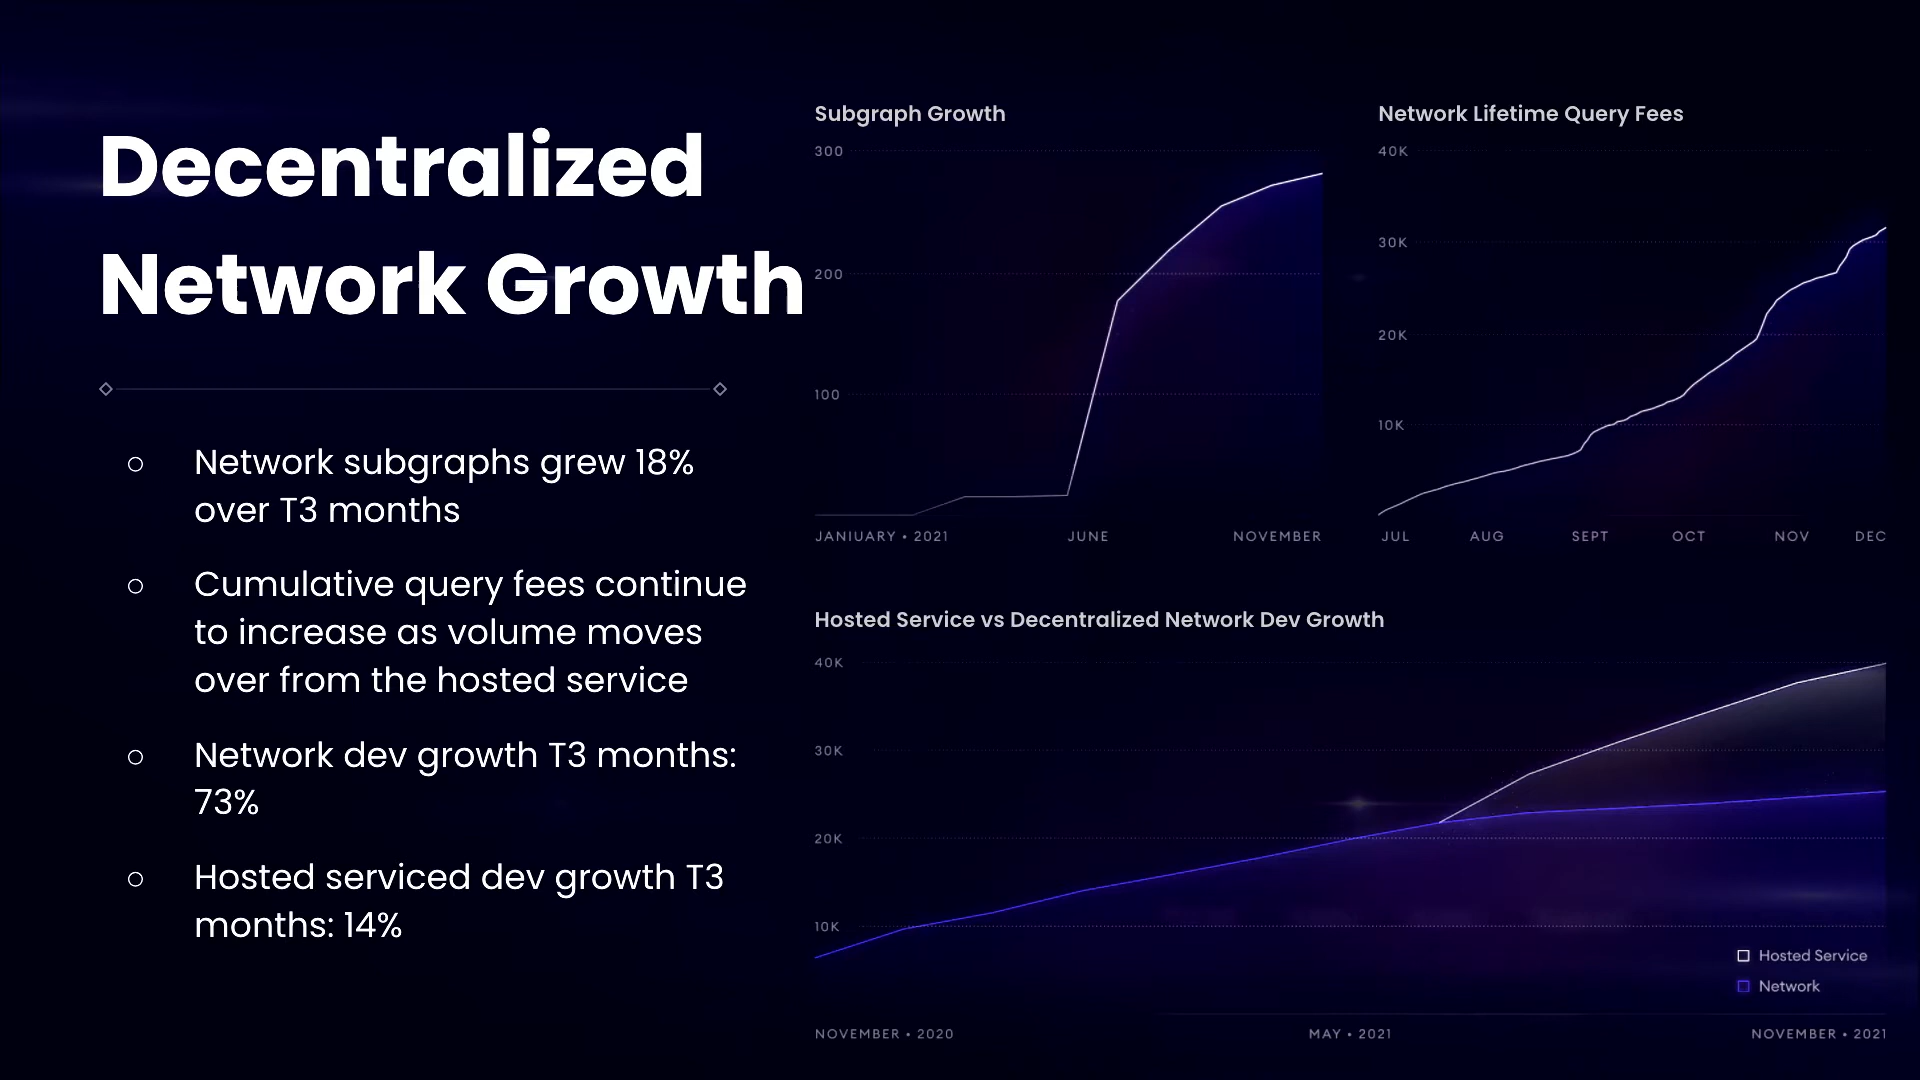 Decentralized
Network Growth
○ Network subgraphs grew 18%
over T3 months
○ Cumulative query fees continue
to increase as volume moves
over from the hosted service
○ Network dev growth T3 months:
73%
○ Hosted serviced dev growth T3
months: 14%
Subgraph Growth
300
200
100
JANIUARY • 2021 JUNE NOVEMBER
Network Lifetime Query Fees
40K
30K
20K
10K
JUL AUG SEPT OCT NOV DEC
Hosted Service vs Decentralized Network Dev Growth
40K
30K
20K
10K
Hosted Service
Network
NOVEMBER • 2020 MAY • 2021 NOVEMBER • 2021